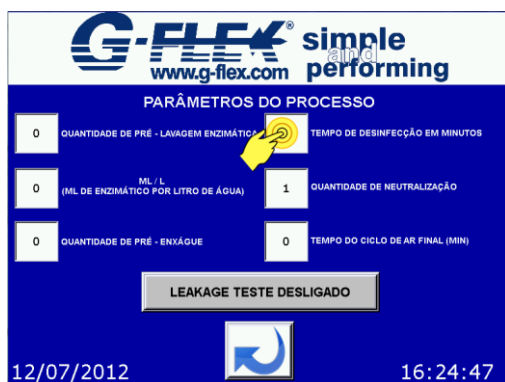 G-FLEX® simple
and
www.g-flex.com performing
PARÂMETROS DO PROCESSO
0 QUANTIDADE DE PRÉ - LAVAGEM ENZIMÁTICA
TEMPO DE DESINFECÇÃO EM MINUTOS
0 ML / L
(ML DE ENZIMÁTICO POR LITRO DE ÁGUA)
1 QUANTIDADE DE NEUTRALIZAÇÃO
0 QUANTIDADE DE PRÉ - ENXÁGUE
0 TEMPO DO CICLO DE AR FINAL (MIN)
LEAKAGE TESTE DESLIGADO
12/07/2012 16:24:47